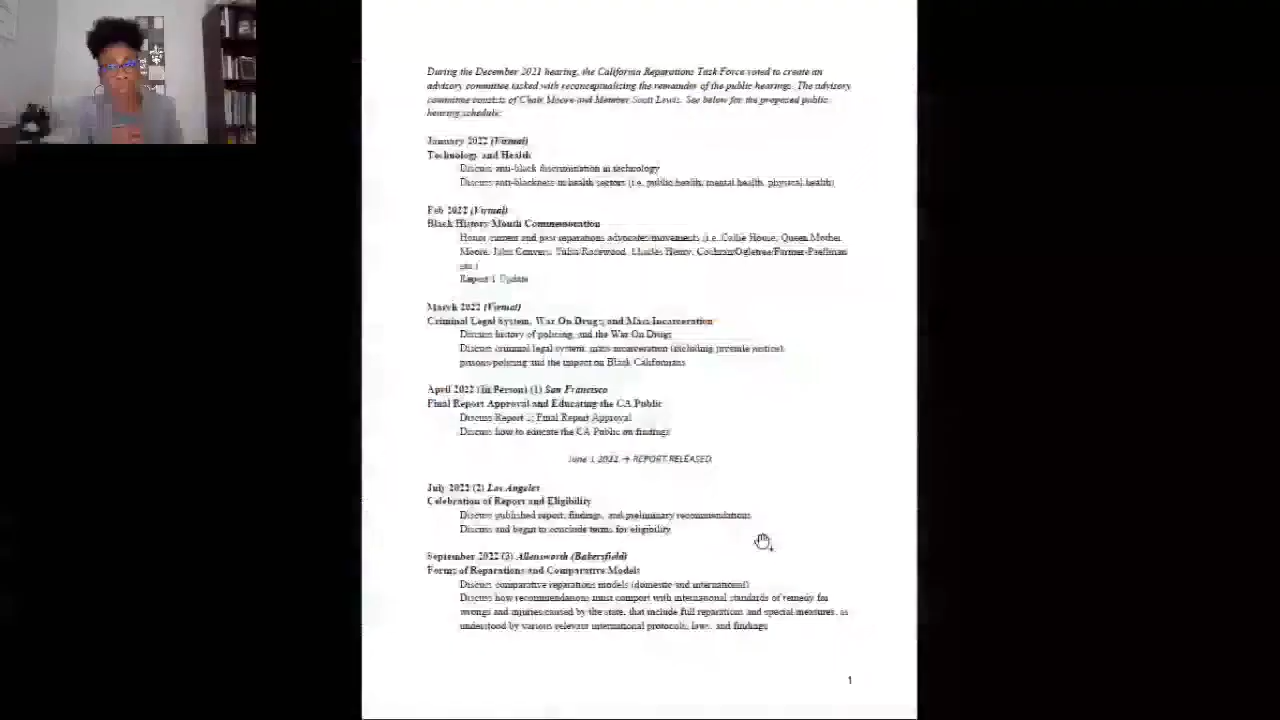 During the December 2021 hearing, the California Reparations Task Force voted to create an
advisory committee tasked with reconceptualizing the remainder of the public hearings. The advisory
committee consists of Chair Moore and Member Scott Lewis. See below for the proposed public
hearing schedule.
January 2022 (Virtual)
Technology and Health
Discuss anti-black discrimination in technology
Discuss anti-blackness in health sectors (i.e. public health, mental health, physical health)
Feb 2022 (Virtual)
Black History Month Commemoration
Honor current and past reparations advocates/movements (i.e. Callie House, Queen Mother
Moore, John Conyers, Tulsa/Rosewood, Charles Henry, Cochran/Ogletree/Farmer-Paellman
etc.)
Report 1 Update
March 2022 (Virtual)
Criminal Legal System, War On Drugs and Mass Incarceration
Discuss history of policing, and the War On Drugs
Discuss criminal legal system, mass incarceration (including juvenile justice),
prisons/policing and the impact on Black Californians
April 2022 (In Person) (1) San Francisco
Final Report Approval and Educating the CA Public
Discuss Report 1; Final Report Approval
Discuss how to educate the CA Public on findings
June 1, 2022 → REPORT RELEASED
July 2022 (2) Los Angeles
Celebration of Report and Eligibility
Discuss published report, findings, and preliminary recommendations
Discuss and begin to conclude terms for eligibility
September 2022 (3) Allensworth (Bakersfield)
Forms of Reparations and Comparative Models
Discuss comparative reparations models (domestic and international)
Discuss how recommendations must comport with international standards of remedy for
wrongs and injuries caused by the state, that include full reparations and special measures, as
understood by various relevant international protocols, laws, and findings
1